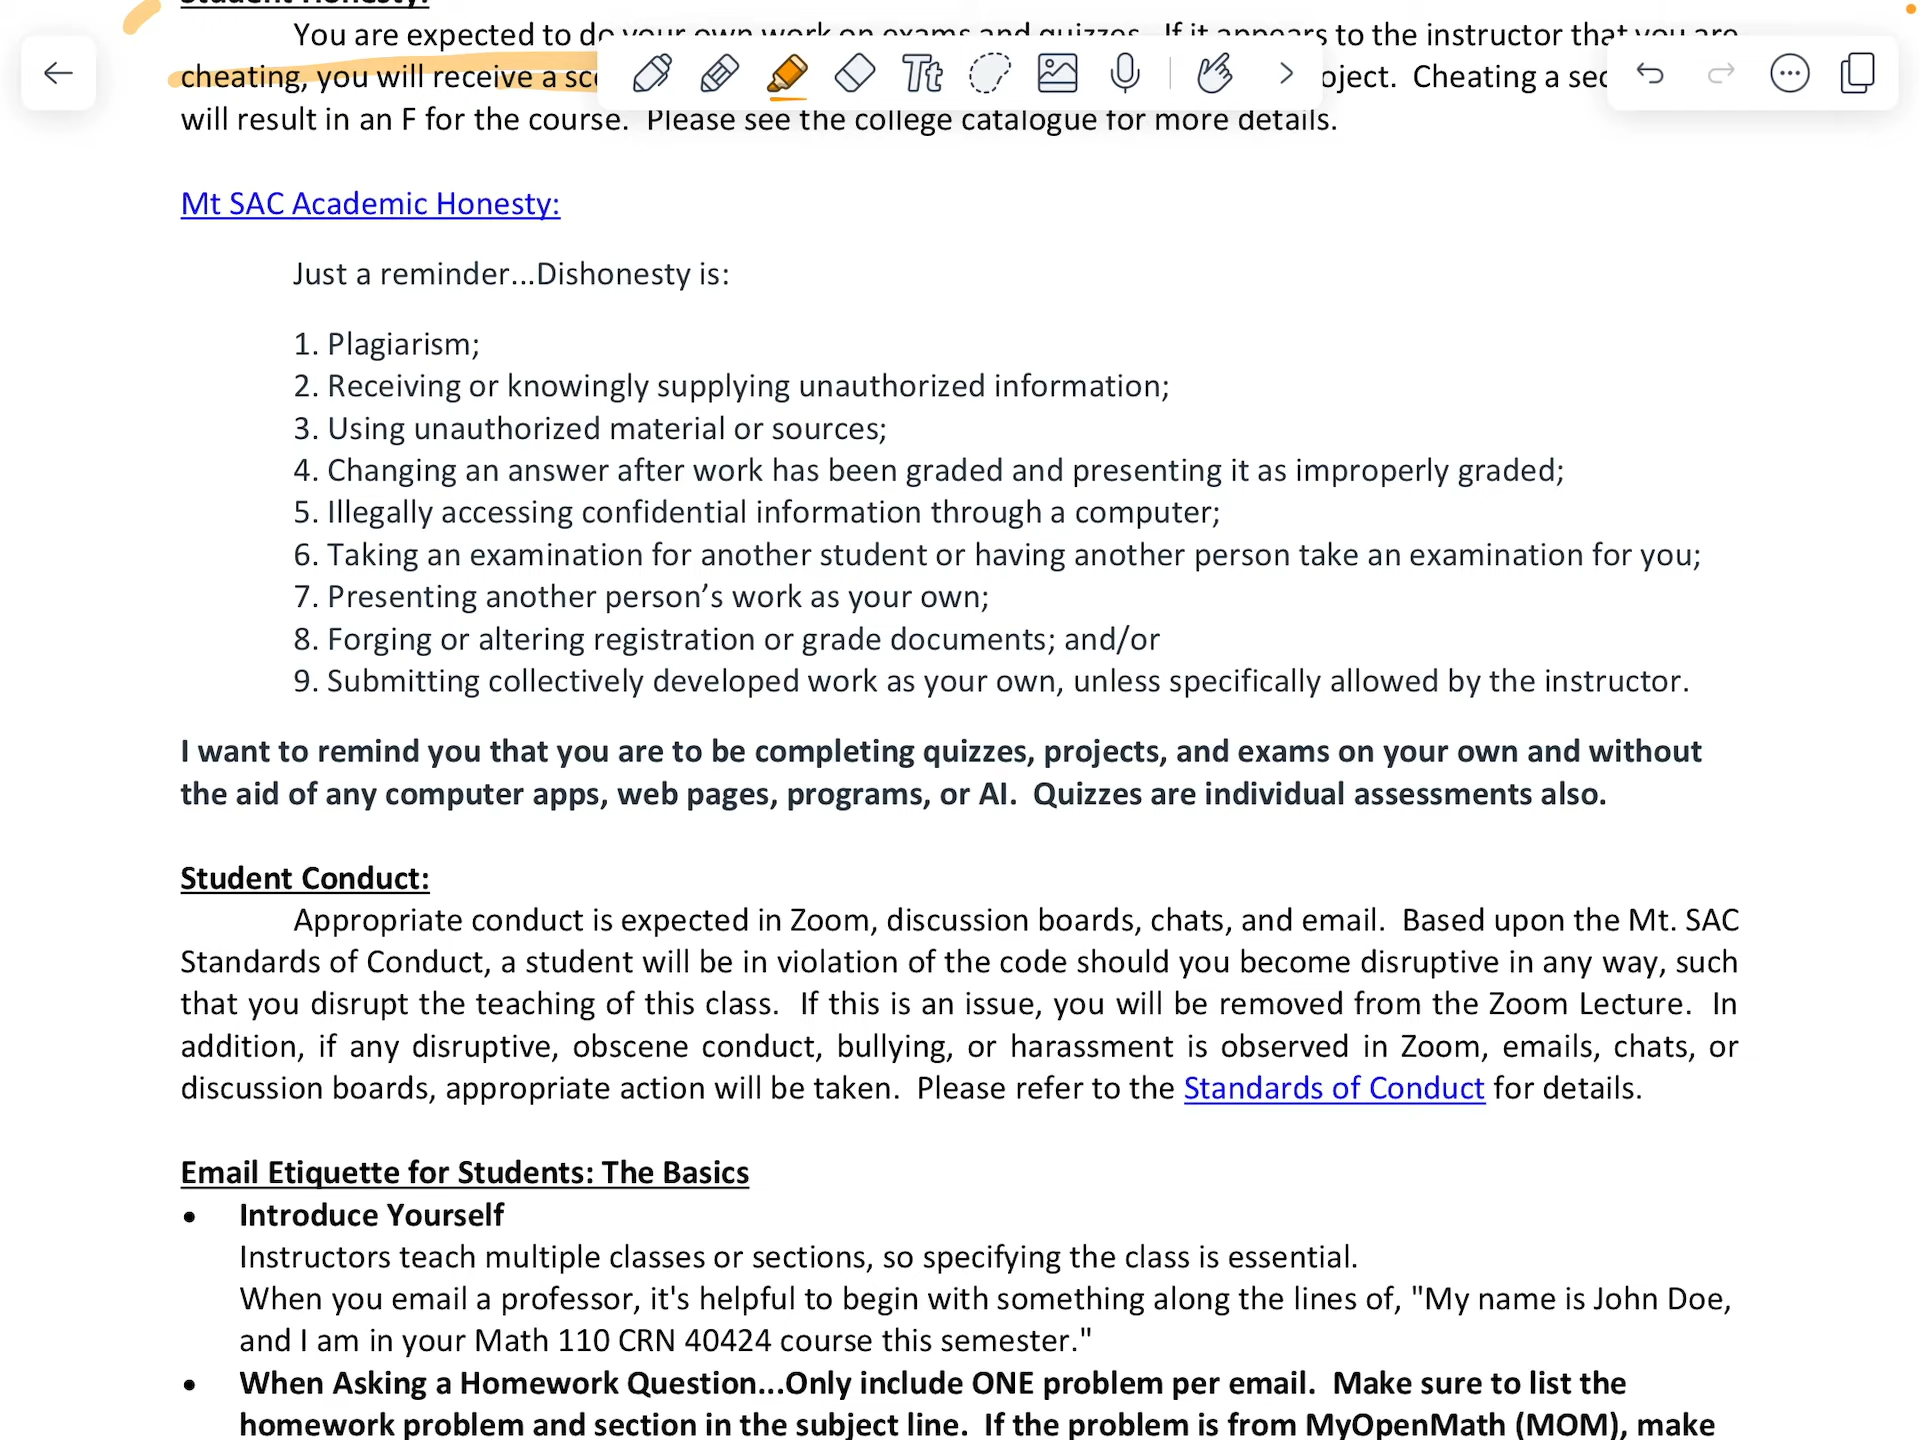 Student Honesty:
You are expected to do your own work on exams and quizzes. If it appears to the instructor that you are
cheating, you will receive a sc oject. Cheating a sec
will result in an F for the course. Please see the college catalogue for more details.
Mt SAC Academic Honesty:
Just a reminder...Dishonesty is:
1. Plagiarism;
2. Receiving or knowingly supplying unauthorized information;
3. Using unauthorized material or sources;
4. Changing an answer after work has been graded and presenting it as improperly graded;
5. Illegally accessing confidential information through a computer;
6. Taking an examination for another student or having another person take an examination for you;
7. Presenting another person’s work as your own;
8. Forging or altering registration or grade documents; and/or
9. Submitting collectively developed work as your own, unless specifically allowed by the instructor.
I want to remind you that you are to be completing quizzes, projects, and exams on your own and without
the aid of any computer apps, web pages, programs, or AI. Quizzes are individual assessments also.
Student Conduct:
Appropriate conduct is expected in Zoom, discussion boards, chats, and email. Based upon the Mt. SAC
Standards of Conduct, a student will be in violation of the code should you become disruptive in any way, such
that you disrupt the teaching of this class. If this is an issue, you will be removed from the Zoom Lecture. In
addition, if any disruptive, obscene conduct, bullying, or harassment is observed in Zoom, emails, chats, or
discussion boards, appropriate action will be taken. Please refer to the Standards of Conduct for details.
Email Etiquette for Students: The Basics
• Introduce Yourself
Instructors teach multiple classes or sections, so specifying the class is essential.
When you email a professor, it's helpful to begin with something along the lines of, "My name is John Doe,
and I am in your Math 110 CRN 40424 course this semester."
• When Asking a Homework Question...Only include ONE problem per email. Make sure to list the
homework problem and section in the subject line. If the problem is from MyOpenMath (MOM), make